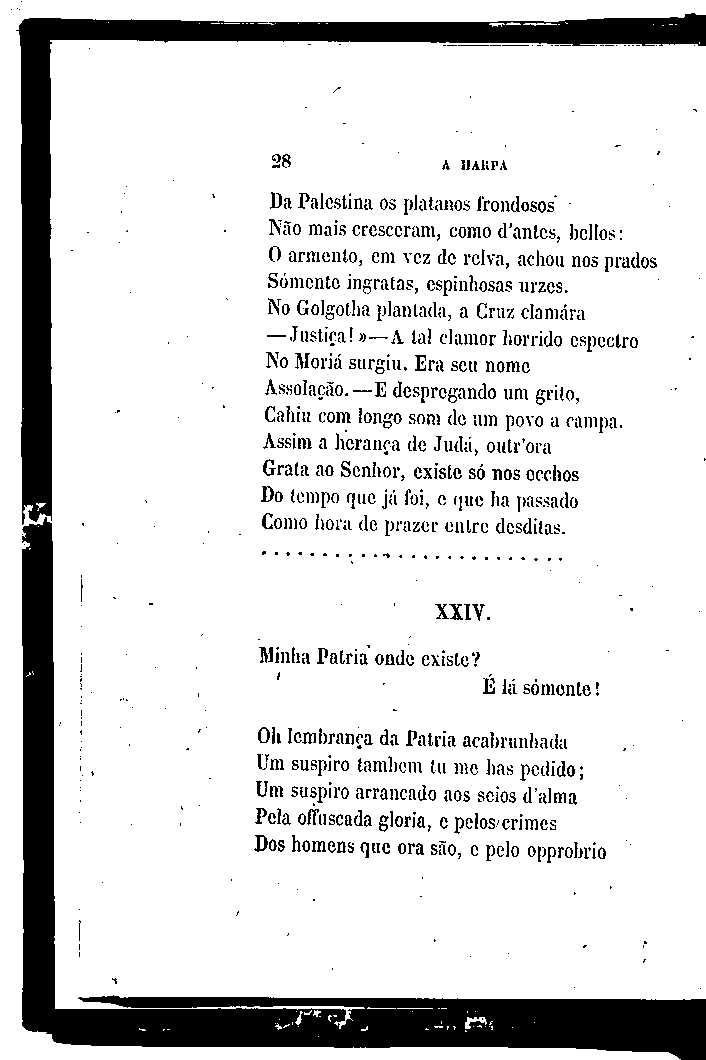 28 A HARPA
Da Palestina os platanos frondosos
Não mais cresceram, como d'antes, bellos:
O armento, em vez de relva, achou nos prados
Sómente ingratas, espinhosas urzes.
No Golgotha plantada, a Cruz clamára
—Justiça! »—A tal clamor horrido espectro
No Moriá surgiu. Era seu nome
Assolação.—E despregando um grito,
Cahiu com longo som de um povo a campa.
Assim a herança de Judá, outr'ora
Grata ao Senhor, existe só nos ecchos
Do tempo que já foi, e que ha passado
Como hora de prazer entre desditas.
. . . . . . . . . . . . . . . . . . . . . . . . .
XXIV.
Minha Patria onde existe?
É lá sómente!
Oh lembrança da Patria acabrunhada
Um suspiro tambem tu me has pedido;
Um suspiro arrancado aos seios d'alma
Pela offuscada gloria, e pelos crimes
Dos homens que ora são, e pelo opprobrio